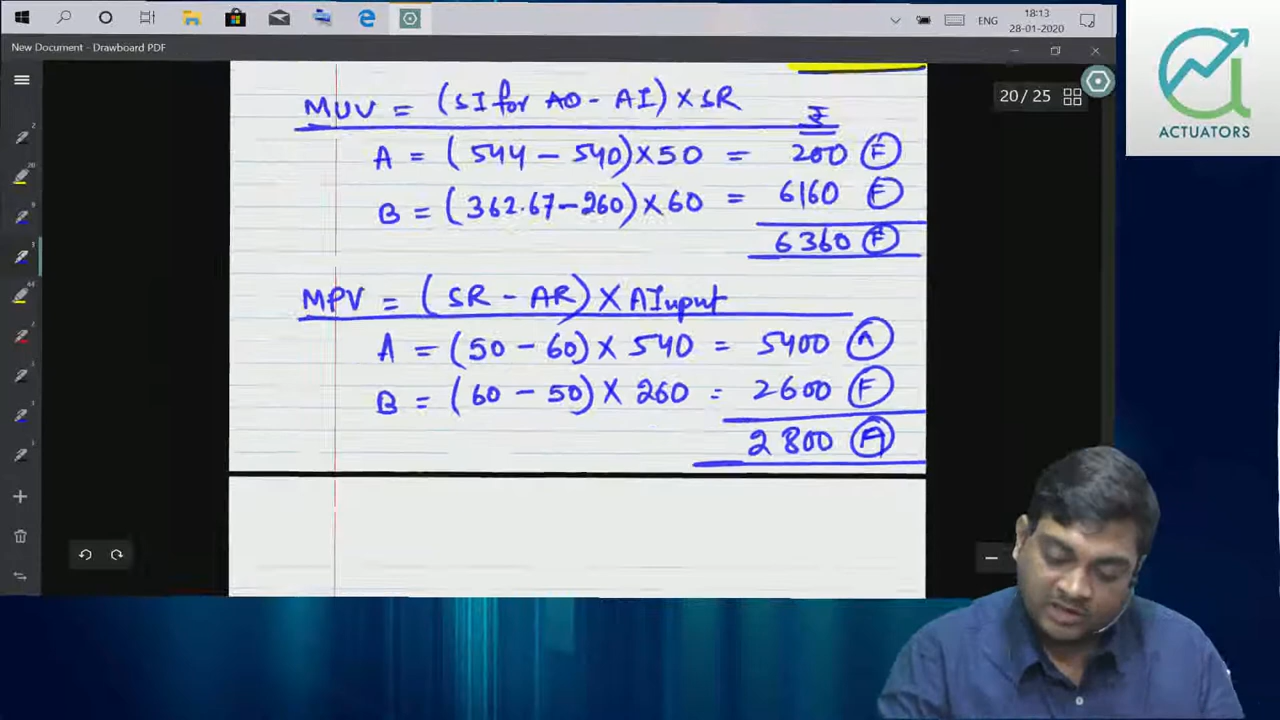 18:13
ENG
28-01-2020
New Document - Drawboard PDF
20/25
ACTUATORS
MUV = (SI for AO - AI) × SR
₹
A = (544 - 540) × 50 = 200 F
B = (362.67 - 260) × 60 = 6160 F
6360 F
MPV = (SR - AR) × AInput
A = (50 - 60) × 540 = 5400 A
B = (60 - 50) × 260 = 2600 F
2800 A